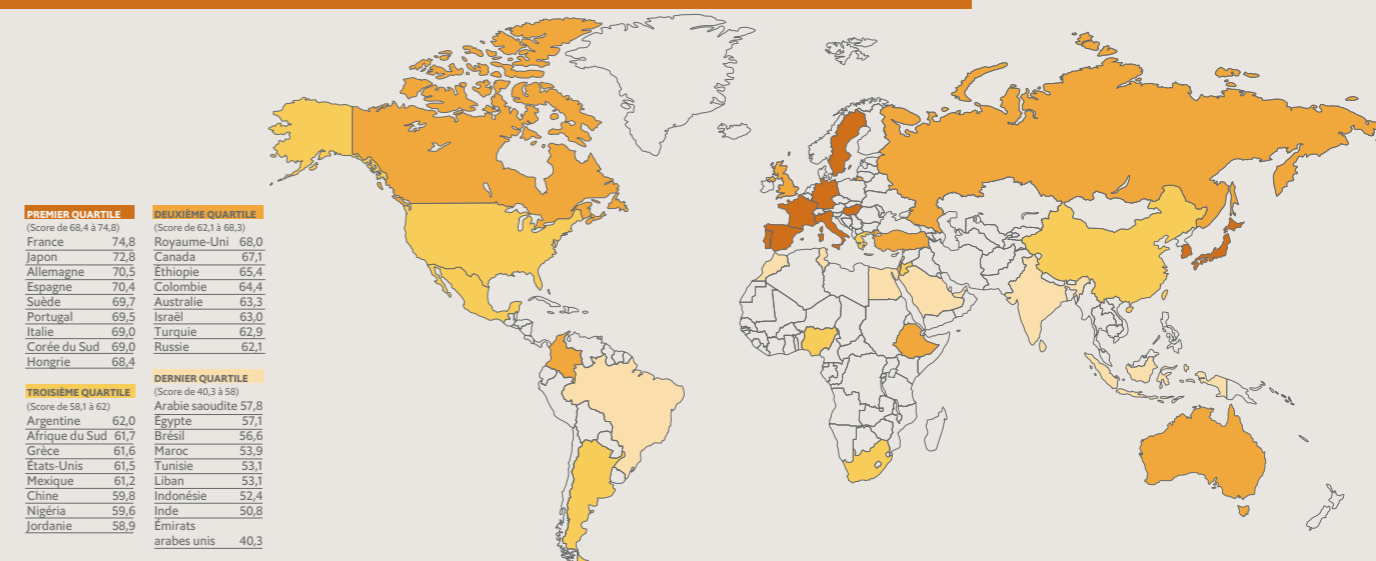 PREMIER QUARTILE
(Score de 68,4 à 74,8)
France 74,8
Japon 72,8
Allemagne 70,5
Espagne 70,4
Suède 69,7
Portugal 69,5
Italie 69,0
Corée du Sud 69,0
Hongrie 68,4
DEUXIÈME QUARTILE
(Score de 62,1 à 68,3)
Royaume-Uni 68,0
Canada 67,1
Éthiopie 65,4
Colombie 64,4
Australie 63,3
Israël 63,0
Turquie 62,9
Russie 62,1
TROISIÈME QUARTILE
(Score de 58,1 à 62)
Argentine 62,0
Afrique du Sud 61,7
Grèce 61,6
États-Unis 61,5
Mexique 61,2
Chine 59,8
Nigéria 59,6
Jordanie 58,9
DERNIER QUARTILE
(Score de 40,3 à 58)
Arabie saoudite 57,8
Égypte 57,1
Brésil 56,6
Maroc 53,9
Tunisie 53,1
Liban 53,1
Indonésie 52,4
Inde 50,8
Émirats
arabes unis 40,3